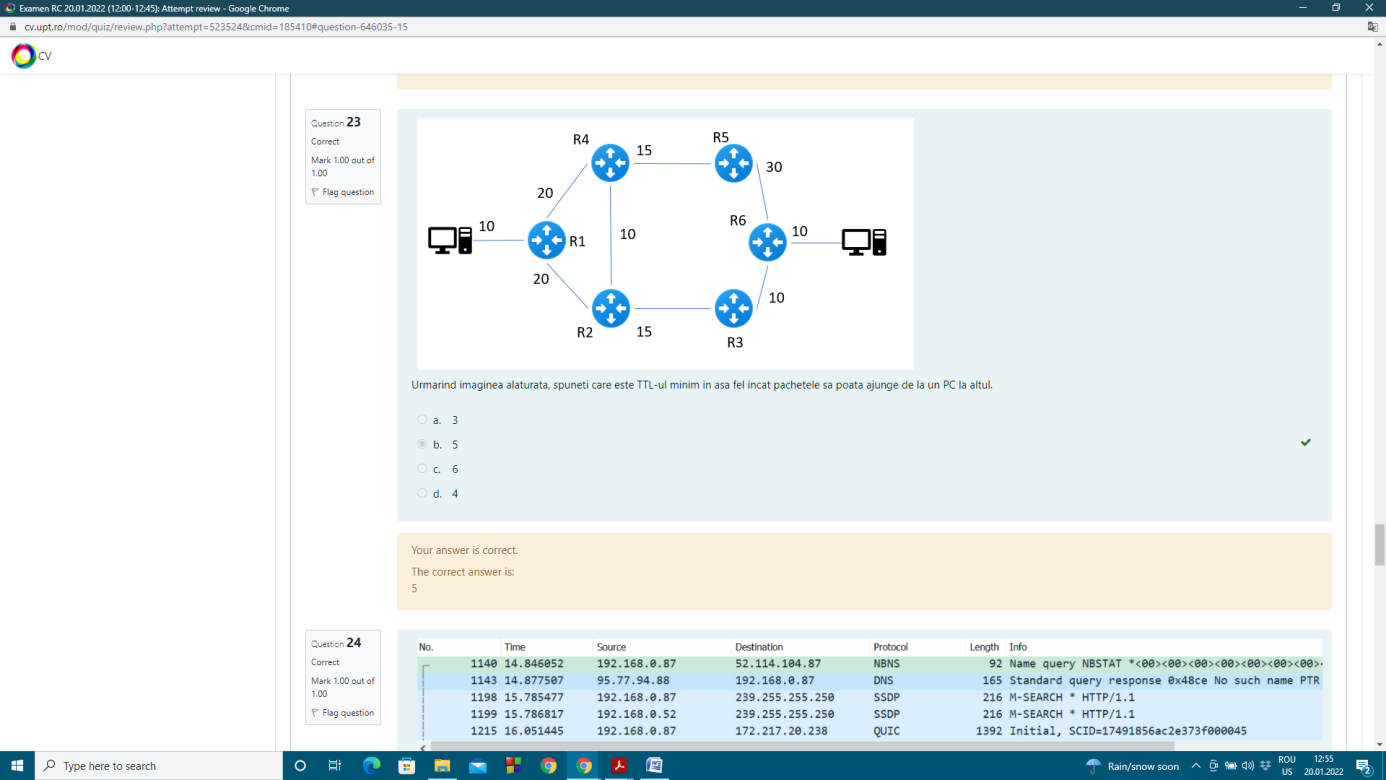 Examen RC 20.01.2022 (12:00-12:45): Attempt review - Google Chrome
cv.upt.ro/mod/quiz/review.php?attempt=523524&cmid=185410#question-646035-15
CV
Question 23
Correct
Mark 1.00 out of
1.00
Flag question
R4
15
R5
30
20
10
R1
10
R6
10
20
10
R2
15
R3
Urmarind imaginea alaturata, spuneti care este TTL-ul minim in asa fel incat pachetele sa poata ajunge de la un PC la altul.
a. 3
b. 5
c. 6
d. 4
Your answer is correct.
The correct answer is:
5
Question 24
Correct
Mark 1.00 out of
1.00
Flag question
No. Time Source Destination Protocol Length Info
1140 14.846052 192.168.0.87 52.114.104.87 NBNS 92 Name query NBSTAT *<00><00><00><00><00><00><00>
1143 14.877507 95.77.94.88 192.168.0.87 DNS 165 Standard query response 0x48ce No such name PTR
1198 15.785477 192.168.0.87 239.255.255.250 SSDP 216 M-SEARCH * HTTP/1.1
1199 15.786817 192.168.0.52 239.255.255.250 SSDP 216 M-SEARCH * HTTP/1.1
1215 16.051445 192.168.0.87 172.217.20.238 QUIC 1392 Initial, SCID=17491856ac2e373f000045
Type here to search
Rain/snow soon
ROU
US
12:55
20.01.2022
2